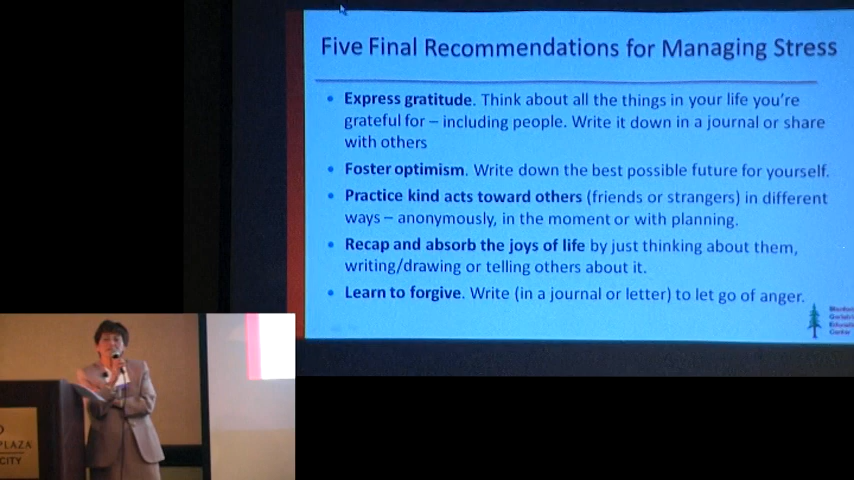 Five Final Recommendations for Managing Stress
• Express gratitude. Think about all the things in your life you're
grateful for – including people. Write it down in a journal or share
with others
• Foster optimism. Write down the best possible future for yourself.
• Practice kind acts toward others (friends or strangers) in different
ways – anonymously, in the moment or with planning.
• Recap and absorb the joys of life by just thinking about them,
writing/drawing or telling others about it.
• Learn to forgive. Write (in a journal or letter) to let go of anger.
Center
PLAZA
CITY